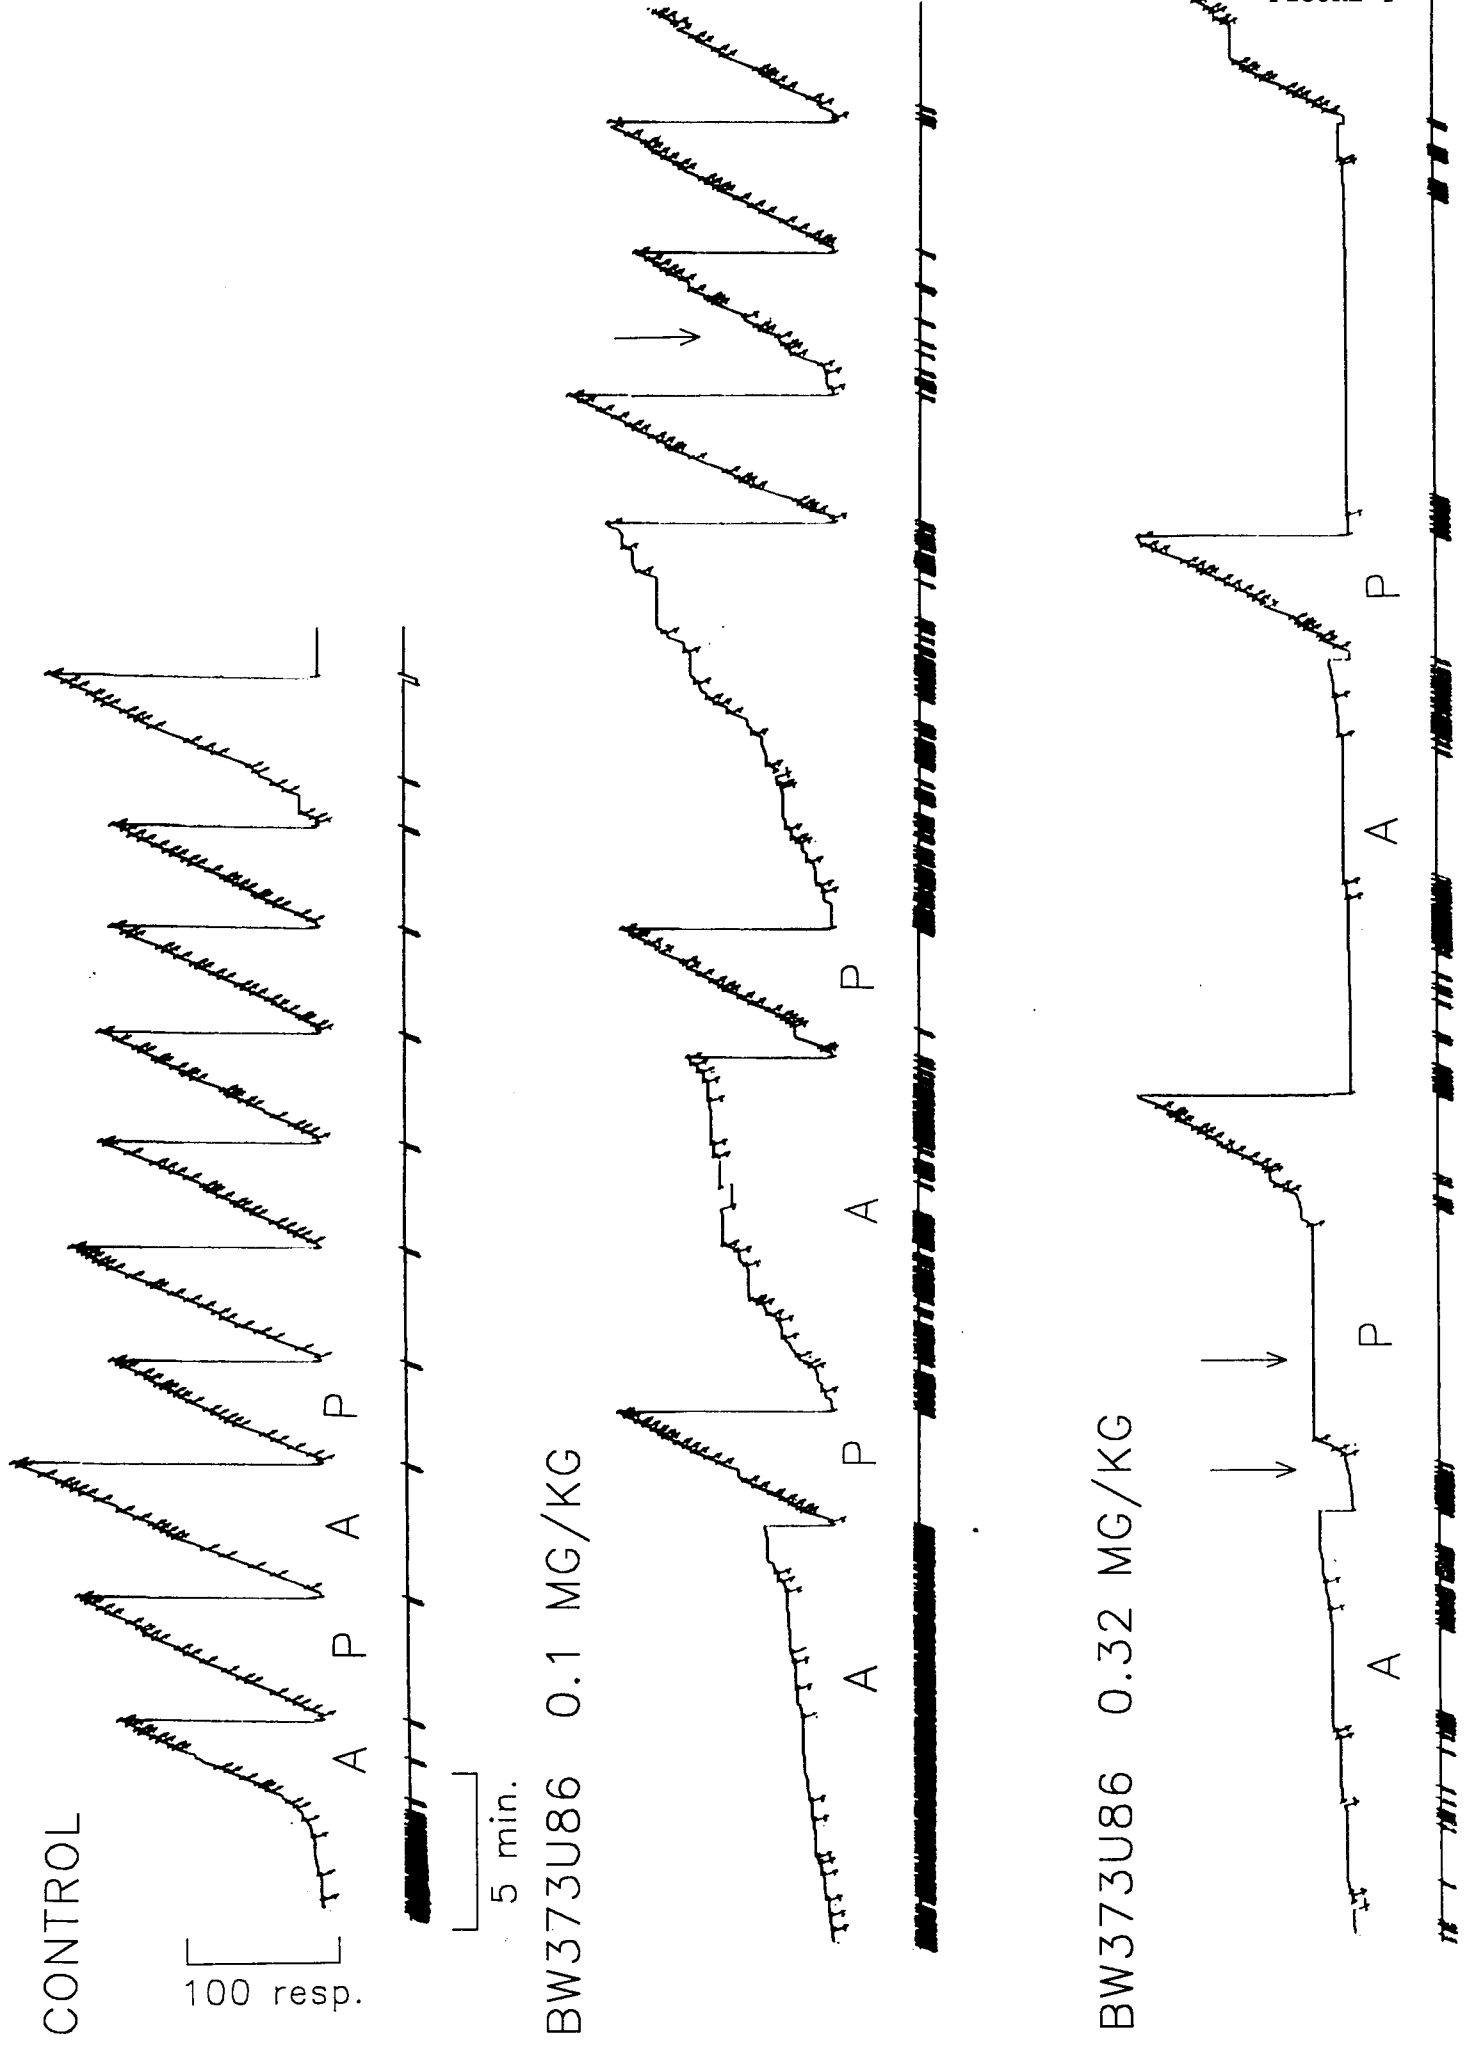 CONTROL
100 resp.
A P A P
5 min.
BW373U86 0.1 MG/KG
A P A P
BW373U86 0.32 MG/KG
A P A P